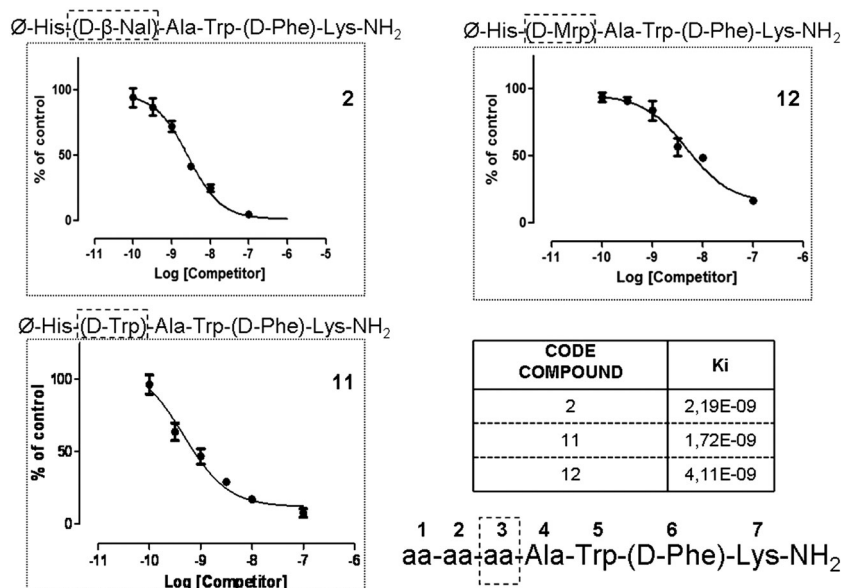 Ø-His-(D-β-Nal)-Ala-Trp-(D-Phe)-Lys-NH2
2
% of control
100
50
0
-11 -10 -9 -8 -7 -6 -5
Log [Competitor]
Ø-His-(D-Mrp)-Ala-Trp-(D-Phe)-Lys-NH2
12
% of control
100
50
0
-11 -10 -9 -8 -7 -6
Log [Competitor]
Ø-His-(D-Trp)-Ala-Trp-(D-Phe)-Lys-NH2
11
% of control
100
50
0
-11 -10 -9 -8 -7 -6
Log [Competitor]
CODE COMPOUND Ki
2 2,19E-09
11 1,72E-09
12 4,11E-09
1 2 3 4 5 6 7
aa-aa-aa-Ala-Trp-(D-Phe)-Lys-NH2